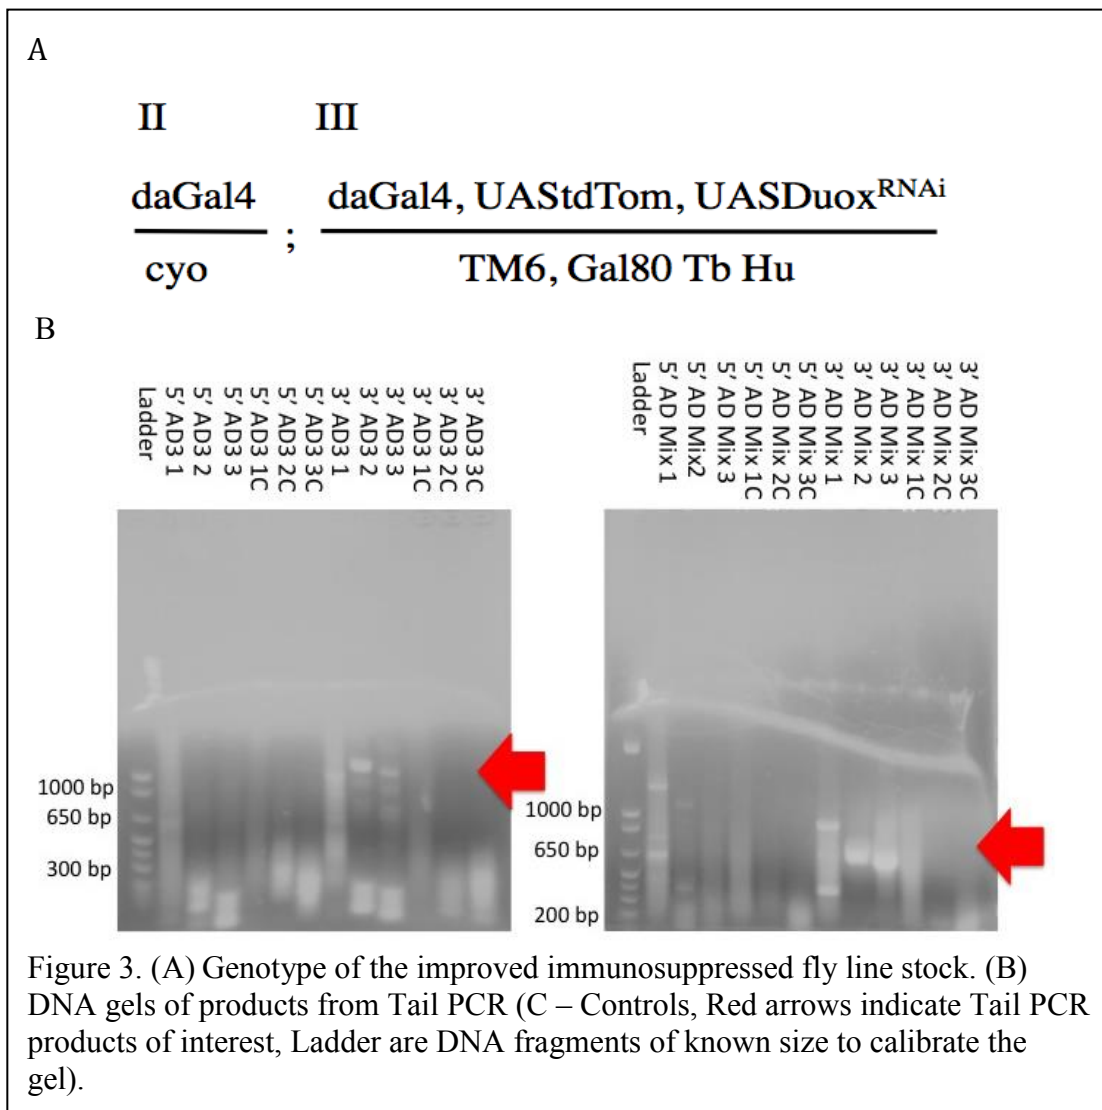 A
II III
daGal4 daGal4, UAStdTom, UASDuoxRNAi
;
cyo TM6, Gal80 Tb Hu
B
Ladder
5’ AD3 1
5’ AD3 2
5’ AD3 3
5’ AD3 1C
5’ AD3 2C
5’ AD3 3C
3’ AD3 1
3’ AD3 2
3’ AD3 3
3’ AD3 1C
3’ AD3 2C
3’ AD3 3C
1000 bp
650 bp
300 bp
Ladder
5’ AD Mix 1
5’ AD Mix2
5’ AD Mix 3
5’ AD Mix 1C
5’ AD Mix 2C
5’ AD Mix 3C
3’ AD Mix 1
3’ AD Mix 2
3’ AD Mix 3
3’ AD Mix 1C
3’ AD Mix 2C
3’ AD Mix 3C
1000 bp
650 bp
200 bp
Figure 3. (A) Genotype of the improved immunosuppressed fly line stock. (B)
DNA gels of products from Tail PCR (C – Controls, Red arrows indicate Tail PCR
products of interest, Ladder are DNA fragments of known size to calibrate the
gel).